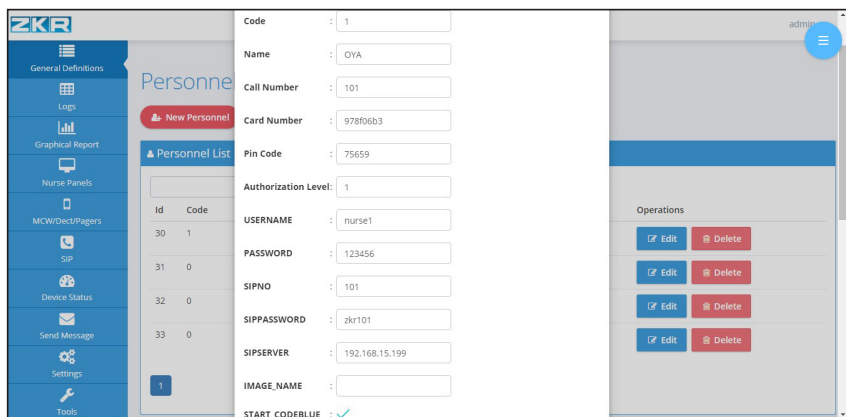 ZKR
admin
General Definitions
Logs
Graphical Report
Nurse Panels
MCW/Dect/Pagers
SIP
Device Status
Send Message
Settings
Tools
Personnel
New Personnel
Personnel List
Id Code Operations
30 1 Edit Delete
31 0 Edit Delete
32 0 Edit Delete
33 0 Edit Delete
1
Code : 1
Name : OYA
Call Number : 101
Card Number : 978f06b3
Pin Code : 75659
Authorization Level: 1
USERNAME : nurse1
PASSWORD : 123456
SIPNO : 101
SIPPASSWORD : zkr101
SIPSERVER : 192.168.15.199
IMAGE_NAME :
START_CODEBLUE :